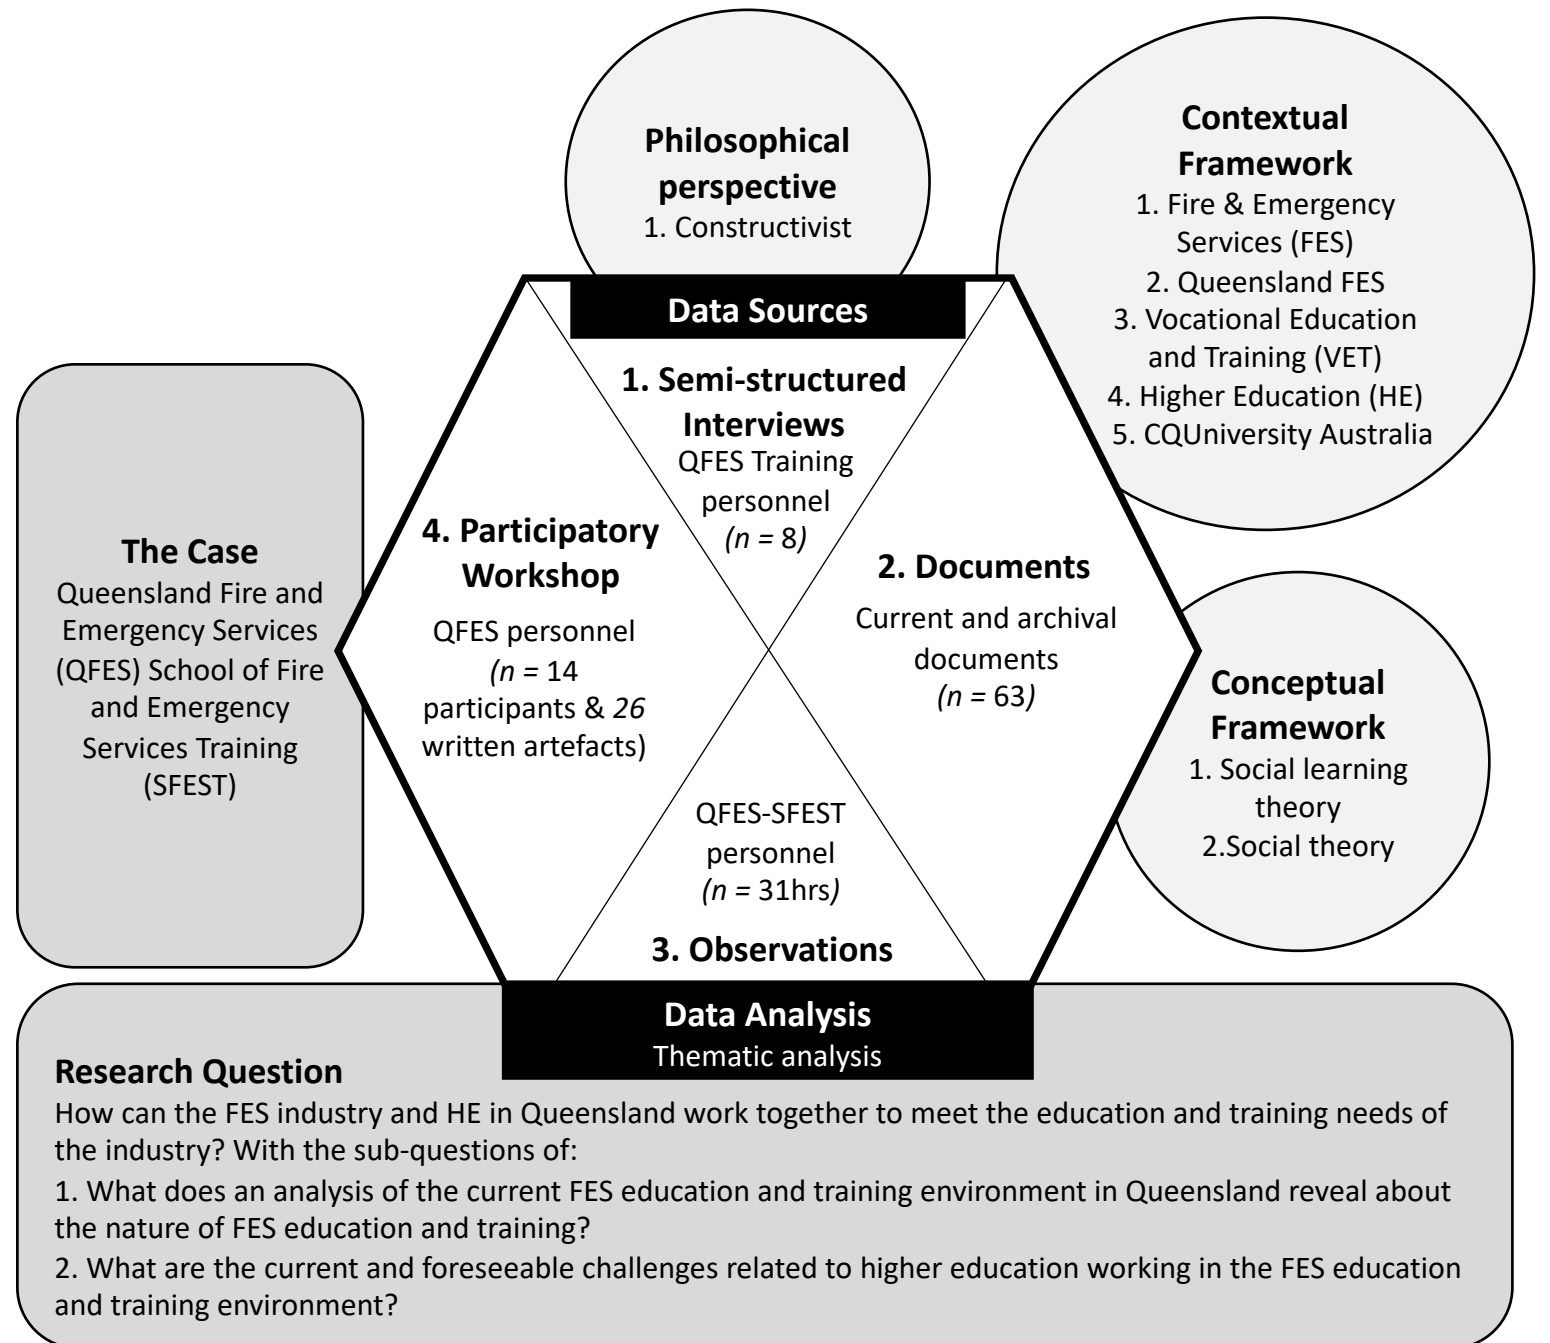 Philosophical
perspective
1. Constructivist
Contextual
Framework
1. Fire & Emergency
Services (FES)
2. Queensland FES
3. Vocational Education
and Training (VET)
4. Higher Education (HE)
5. CQUniversity Australia
Data Sources
1. Semi-structured
Interviews
QFES Training
personnel
(n = 8)
2. Documents
Current and archival
documents
(n = 63)
4. Participatory
Workshop
QFES personnel
(n = 14
participants & 26
written artefacts)
The Case
Queensland Fire and
Emergency Services
(QFES) School of Fire
and Emergency
Services Training
(SFEST)
Conceptual
Framework
1. Social learning
theory
2.Social theory
QFES-SFEST
personnel
(n = 31hrs)
3. Observations
Data Analysis
Thematic analysis
Research Question
How can the FES industry and HE in Queensland work together to meet the education and training needs of
the industry? With the sub-questions of:
1. What does an analysis of the current FES education and training environment in Queensland reveal about
the nature of FES education and training?
2. What are the current and foreseeable challenges related to higher education working in the FES education
and training environment?